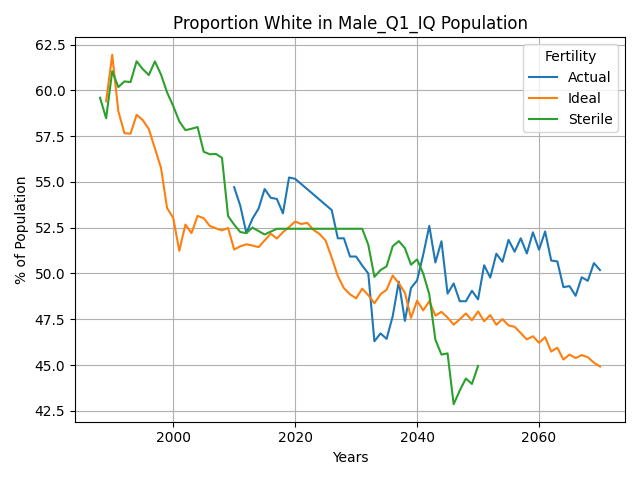 Proportion White in Male_Q1_IQ Population
62.5
60.0
57.5
55.0
52.5
50.0
47.5
45.0
42.5
% of Population
Fertility
Actual
Ideal
Sterile
2000
2020
2040
2060
Years